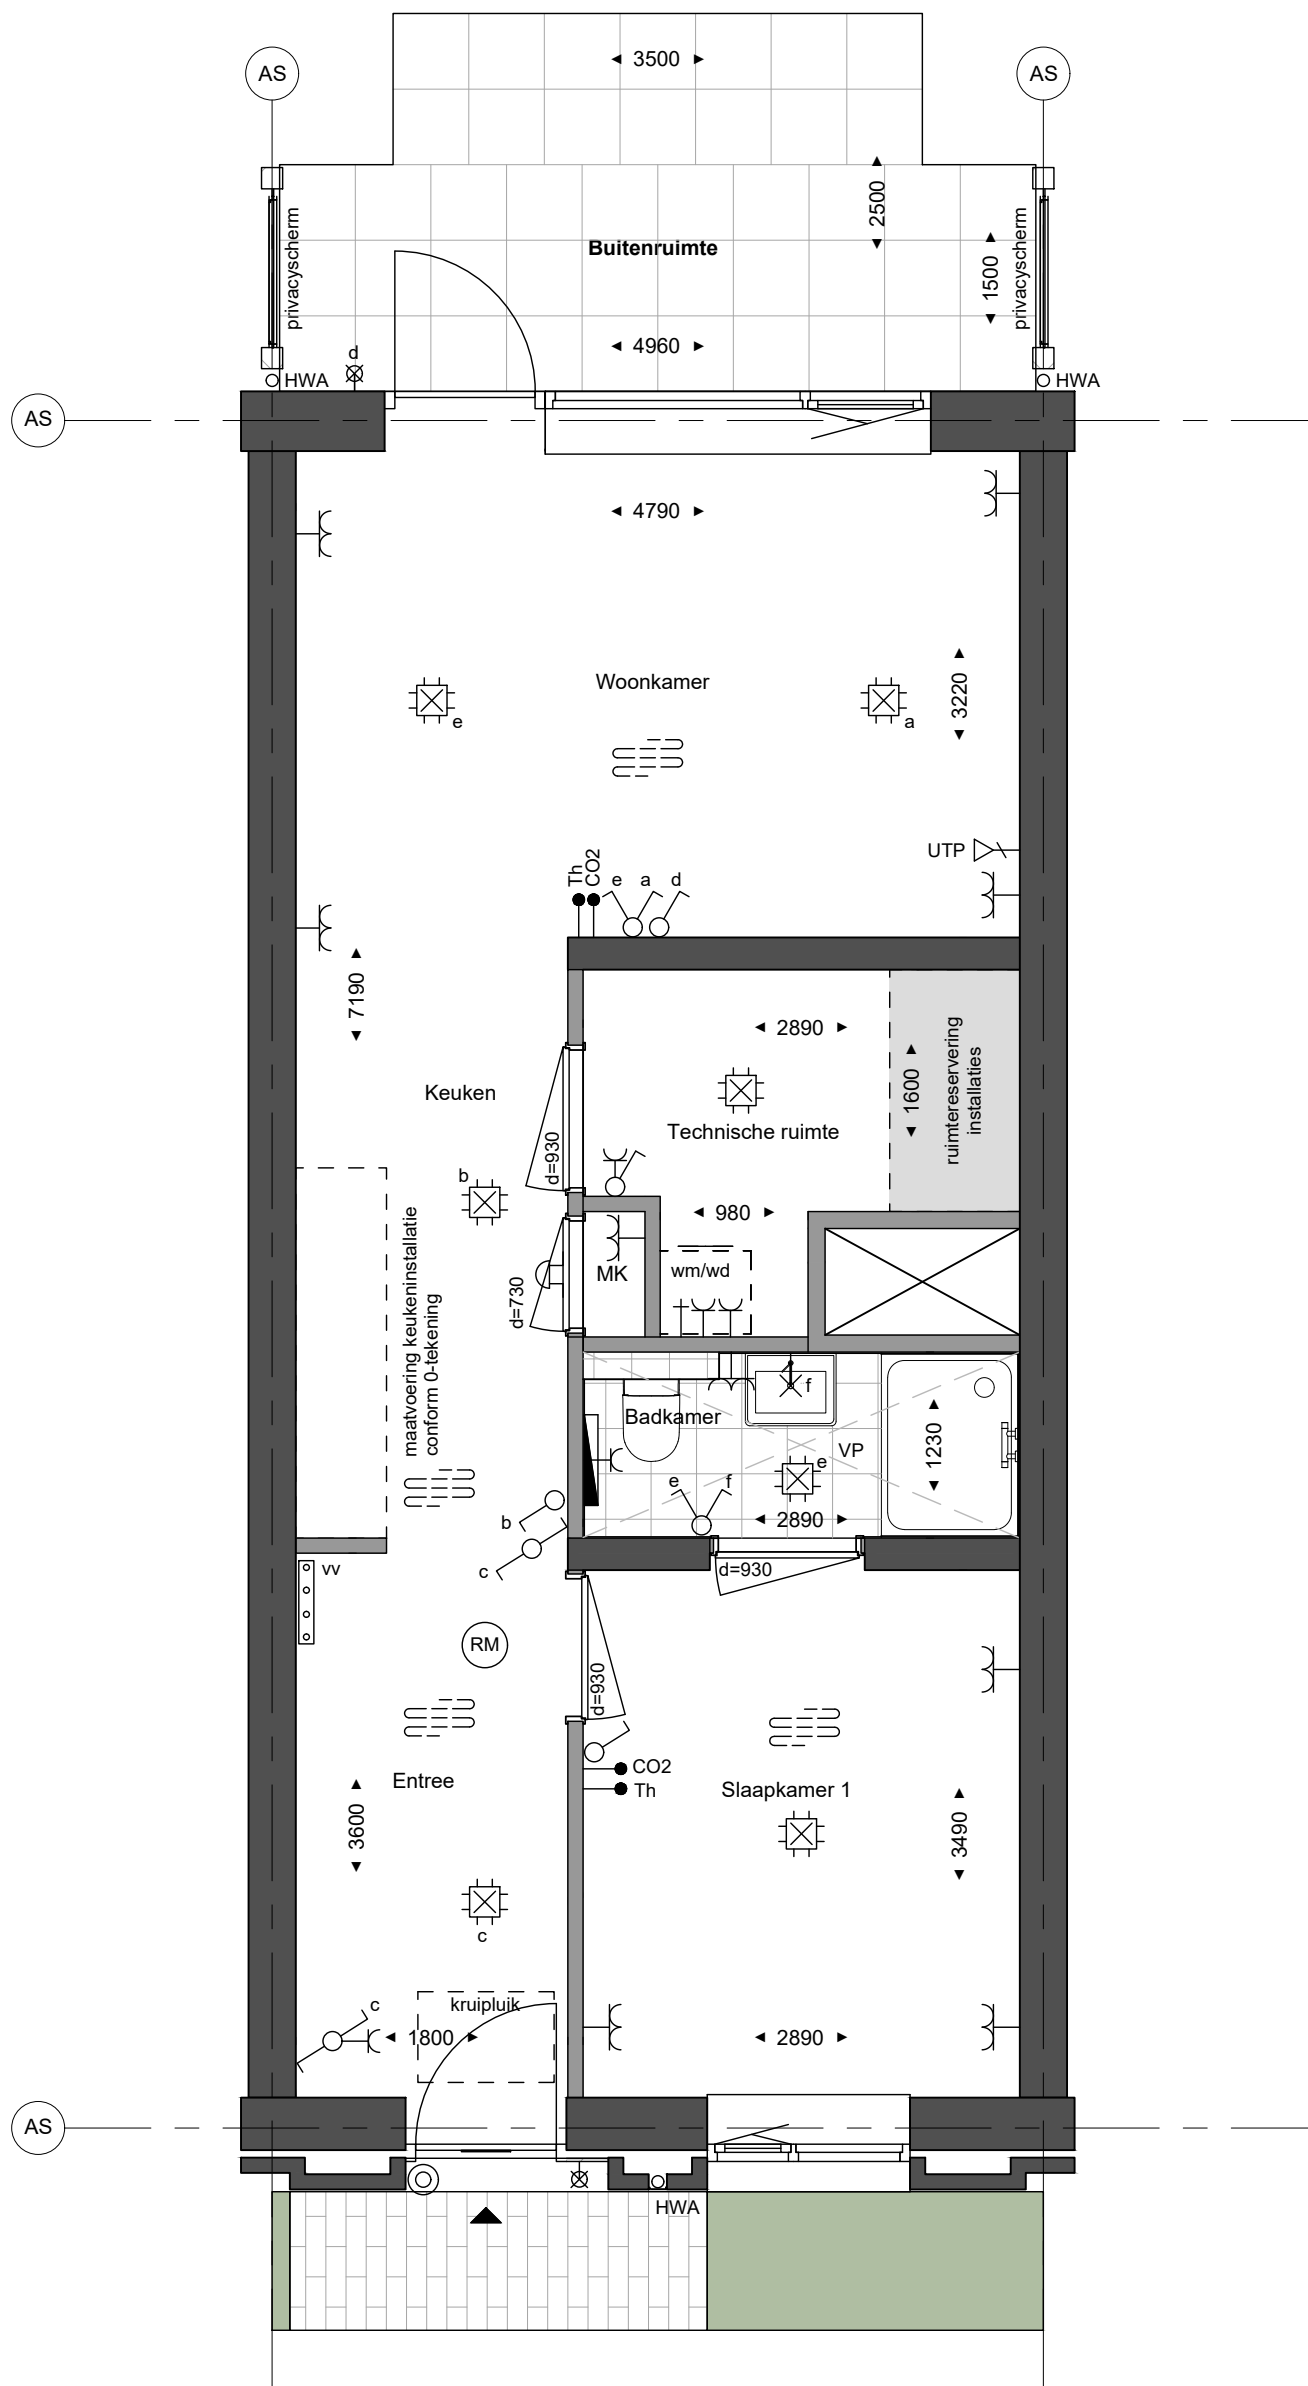 3500
AS
AS
privacyscherm
2500
Buitenruimte
1500
privacyscherm
4960
d
HWA
HWA
AS
4790
Woonkamer
3220
e
a
UTP
Th
CO2
e
a
d
7190
2890
ruimtereservering
installaties
1600
Keuken
Technische ruimte
d=930
b
980
maatvoering keukeninstallatie
conform 0-tekening
MK
wm/wd
d=730
f
Badkamer
1230
VP
e
e
f
2890
b
c
d=930
vv
RM
d=930
CO2
Th
Entree
Slaapkamer 1
3600
3490
c
kruipluik
c
1800
2890
AS
HWA